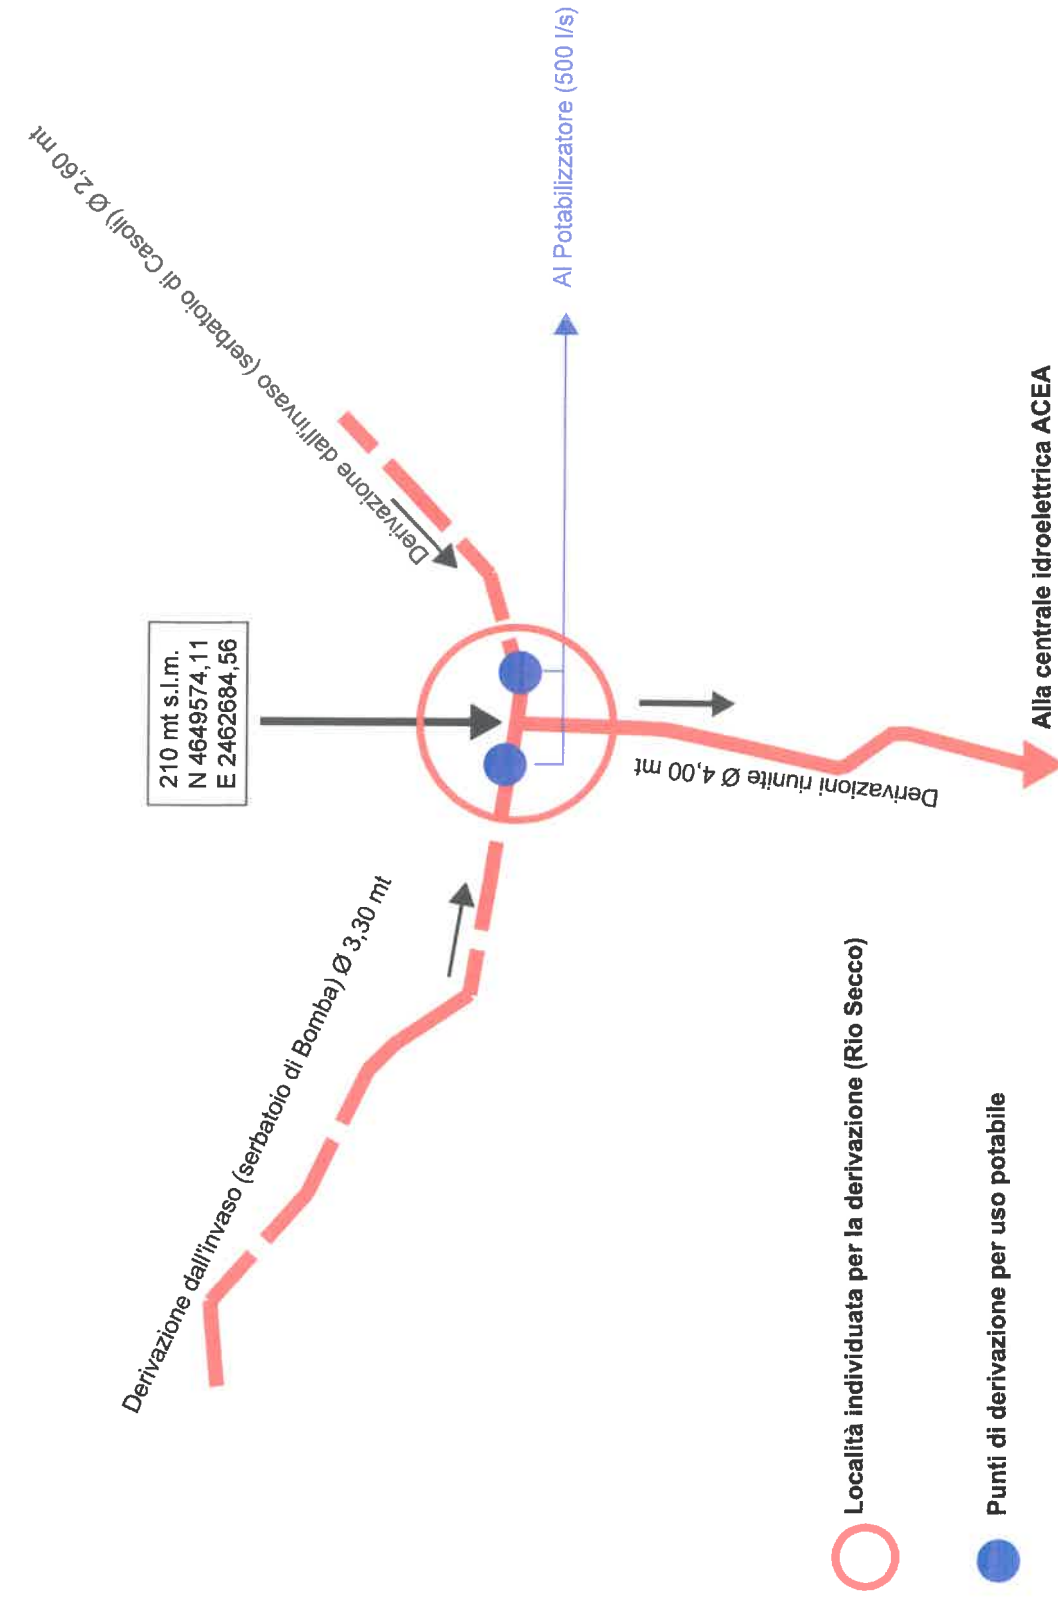 Derivazione dall'invaso (serbatoio di Casoli) Ø 2,60 mt
210 mt s.l.m.
N 4649574,11
E 2462684,56
Derivazione dall'invaso (serbatoio di Bomba) Ø 3,30 mt
Al Potabilizzatore (500 l/s)
Derivazioni riunite Ø 4,00 mt
Alla centrale idroelettrica ACEA
Località individuata per la derivazione (Rio Secco)
Punti di derivazione per uso potabile